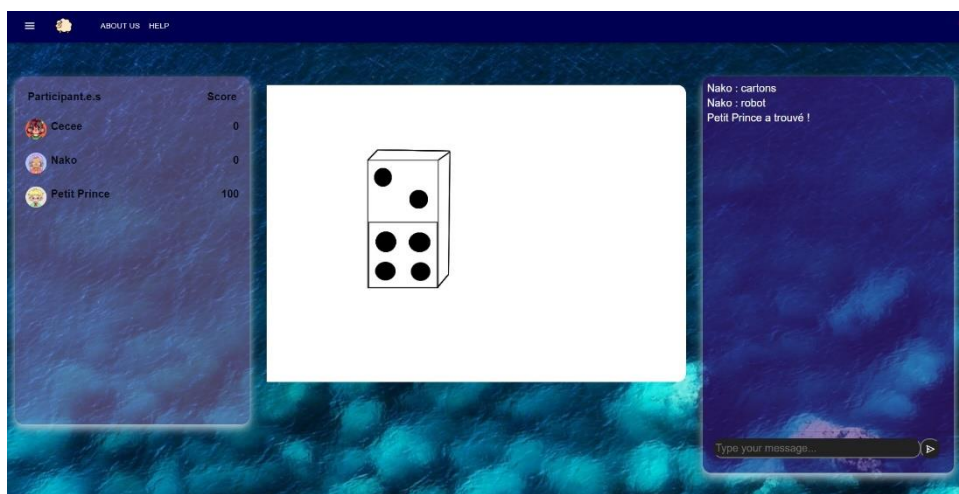 ABOUT US HELP
Participant.e.s Score
Cecee 0
Nako 0
Petit Prince 100
Nako : cartons
Nako : robot
Petit Prince a trouvé !
Type your message...